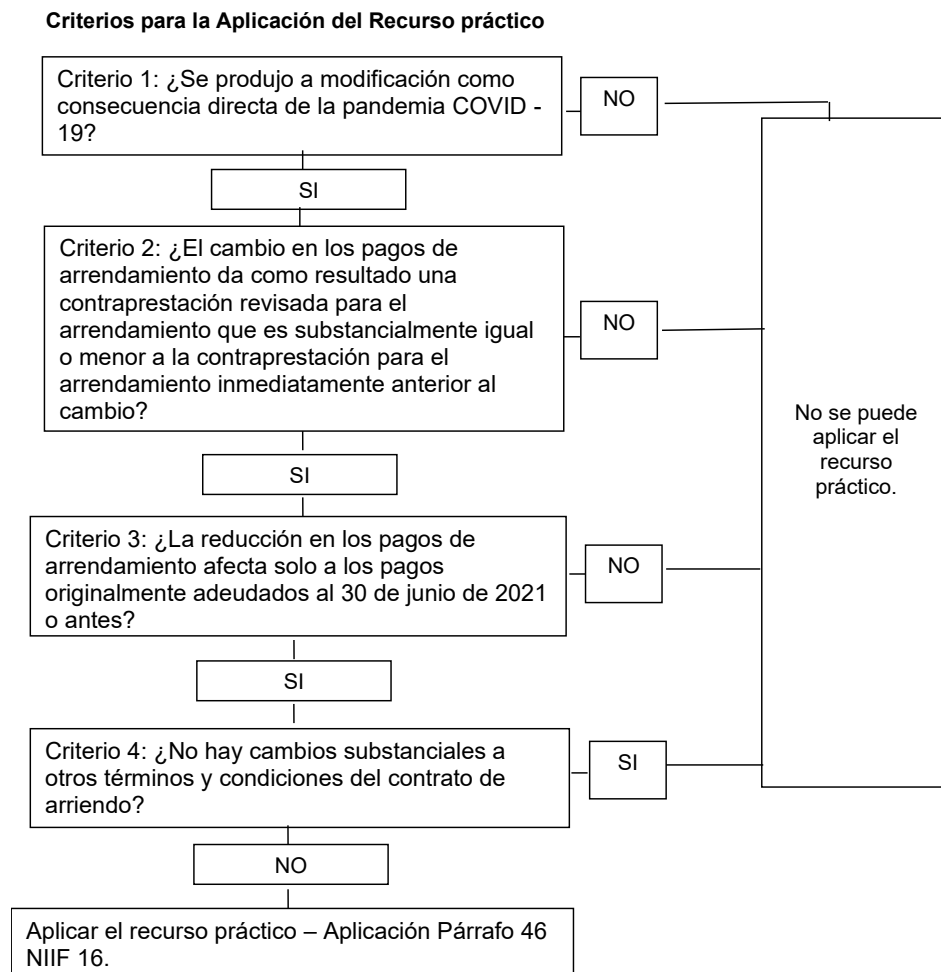 Criterios para la Aplicación del Recurso práctico
Criterio 1: ¿Se produjo a modificación como
consecuencia directa de la pandemia COVID -
19?
NO
SI
Criterio 2: ¿El cambio en los pagos de
arrendamiento da como resultado una
contraprestación revisada para el
arrendamiento que es substancialmente igual
o menor a la contraprestación para el
arrendamiento inmediatamente anterior al
cambio?
NO
No se puede
aplicar el
recurso
práctico.
SI
Criterio 3: ¿La reducción en los pagos de
arrendamiento afecta solo a los pagos
originalmente adeudados al 30 de junio de 2021
o antes?
NO
SI
Criterio 4: ¿No hay cambios substanciales a
otros términos y condiciones del contrato de
arriendo?
SI
NO
Aplicar el recurso práctico – Aplicación Párrafo 46
NIIF 16.